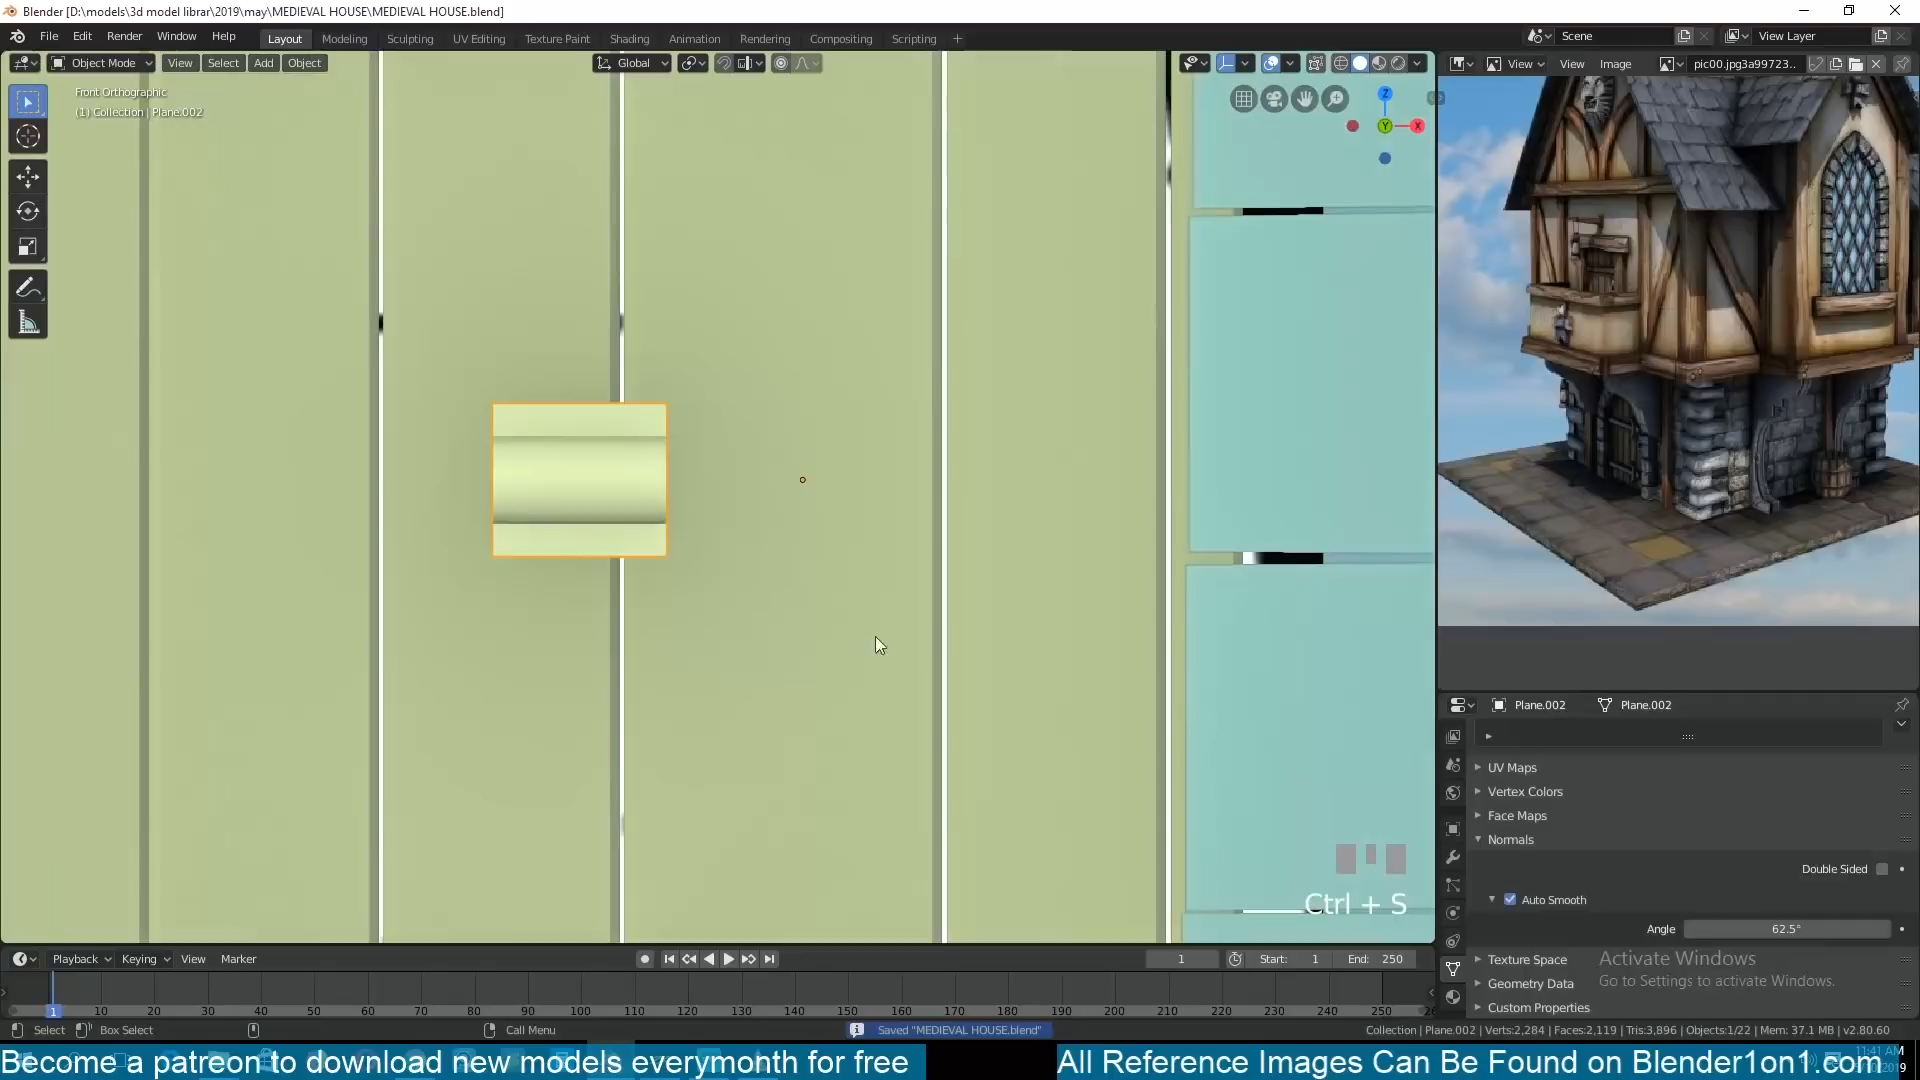 Blender [D:\models\3d model librar\2019\may\MEDIEVAL HOUSE\MEDIEVAL HOUSE.blend]
File Edit Render Window Help Layout Modeling Sculpting UV Editing Texture Paint Shading Animation Rendering Compositing Scripting + Scene View Layer
Object Mode View Select Add Object Global View View Image pic00.jpg3a99723..
Front Orthographic
(1) Collection | Plane.002
Z
Y X
Plane.002 Plane.002
UV Maps
Vertex Colors
Face Maps
Normals
Double Sided
Auto Smooth
Ctrl + S
Angle 62.5°
Playback Keying View Marker 1 Start: 1 End: 250
Texture Space
Activate Windows
Geometry Data
Go to Settings to activate Windows.
Custom Properties
1 10 20 30 40 50 60 70 80 90 100 110 120 130 140 150 160 170 180 190 200 210 220 230 240 250
Select Box Select Call Menu Saved "MEDIEVAL HOUSE.blend" Collection | Plane.002 | Verts:2,284 | Faces:2,119 | Tris:3,896 | Objects:1/22 | Mem: 37.1 MB | v2.80.60
Become a patreon to download new models everymonth for free All Reference Images Can Be Found on Blender1on1.com
11:41 AM